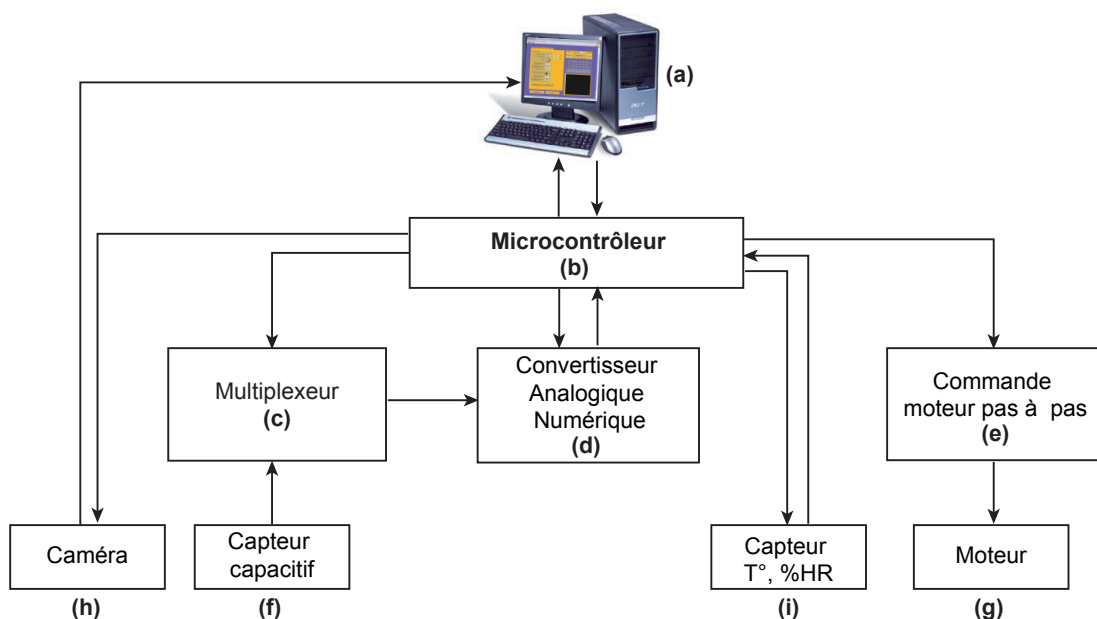 (a)
Microcontrôleur
(b)
Multiplexeur
(c)
Convertisseur
Analogique
Numérique
(d)
Commande
moteur pas à pas
(e)
Caméra
(h)
Capteur
capacitif
(f)
Capteur
T°, %HR
(i)
Moteur
(g)